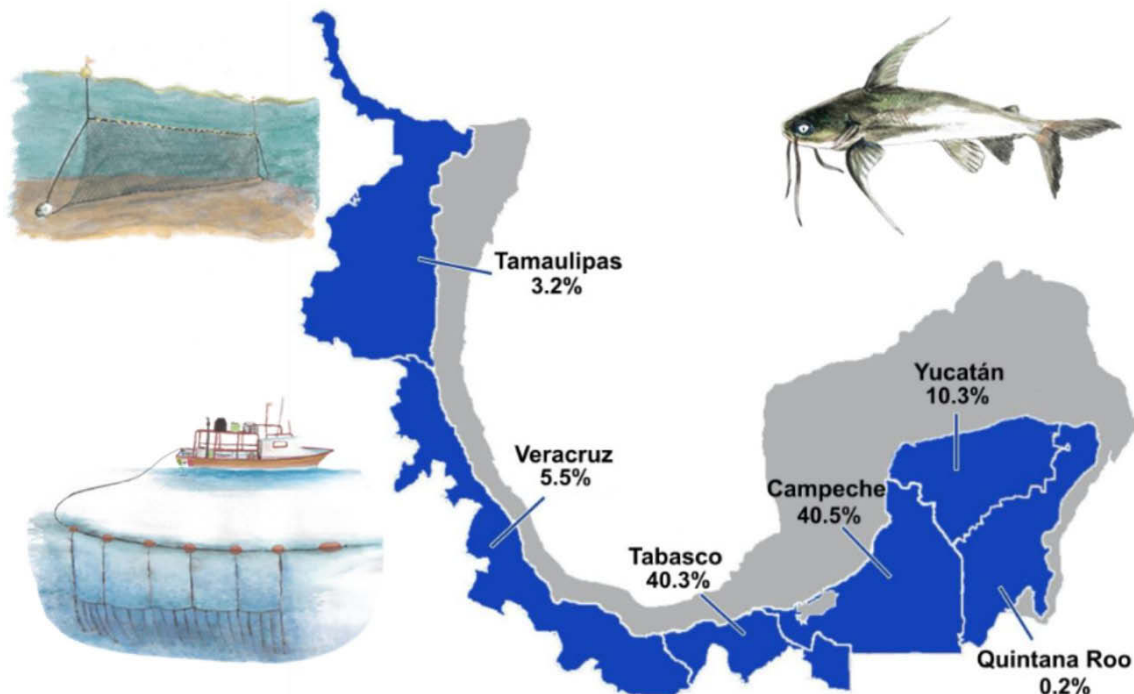 Tamaulipas
3.2%
Yucatán
10.3%
Veracruz
5.5%
Campeche
40.5%
Tabasco
40.3%
Quintana Roo
0.2%